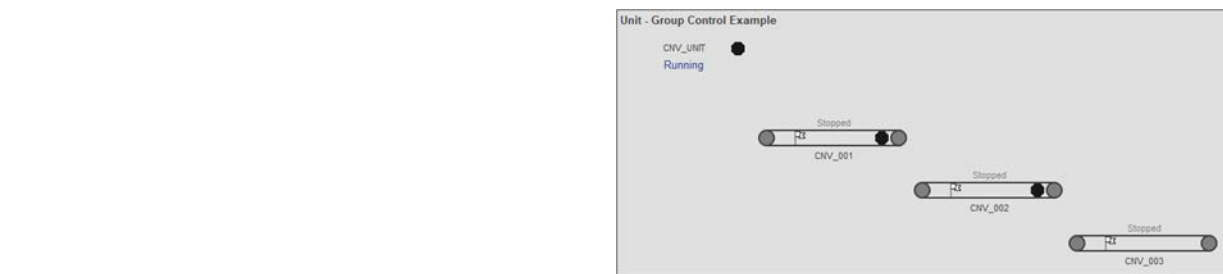 Unit - Group Control Example
CNV_UNIT
Running
Stopped
CNV_001
Stopped
CNV_002
Stopped
CNV_003